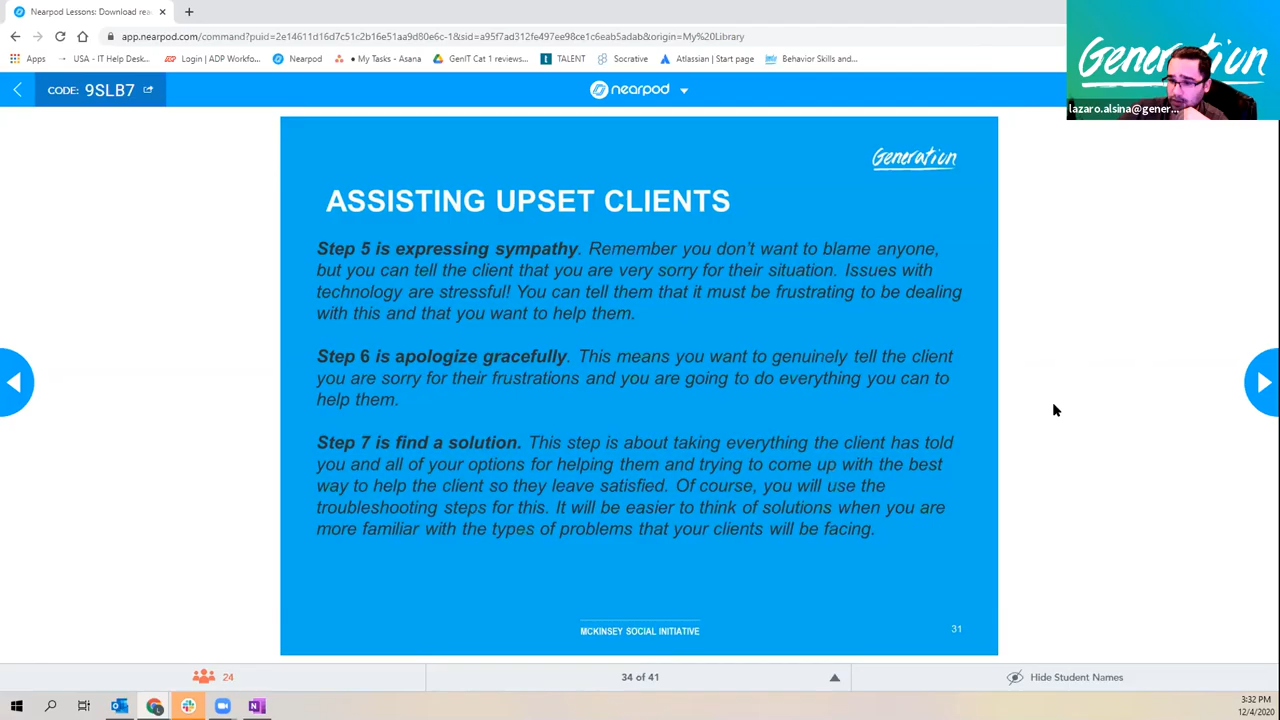 Nearpod Lessons: Download rea
app.nearpod.com/command?puid=2e14611d16d7c51c2b16e51aa9d80e6c-1&sid=a95f7ad312fe497ee98ce1c6eab5adab&origin=My%20Library
Apps
USA - IT Help Desk...
Login | ADP Workfo...
Nearpod
• My Tasks - Asana
GenIT Cat 1 reviews...
TALENT
Socrative
Atlassian | Start page
Behavior Skills and...
Generation
lazaro.alsina@gener...
CODE: 9SLB7
nearpod
Generation
ASSISTING UPSET CLIENTS
Step 5 is expressing sympathy. Remember you don't want to blame anyone,
but you can tell the client that you are very sorry for their situation. Issues with
technology are stressful! You can tell them that it must be frustrating to be dealing
with this and that you want to help them.
Step 6 is apologize gracefully. This means you want to genuinely tell the client
you are sorry for their frustrations and you are going to do everything you can to
help them.
Step 7 is find a solution. This step is about taking everything the client has told
you and all of your options for helping them and trying to come up with the best
way to help the client so they leave satisfied. Of course, you will use the
troubleshooting steps for this. It will be easier to think of solutions when you are
more familiar with the types of problems that your clients will be facing.
MCKINSEY SOCIAL INITIATIVE
31
24
34 of 41
Hide Student Names
3:32 PM
12/4/2020